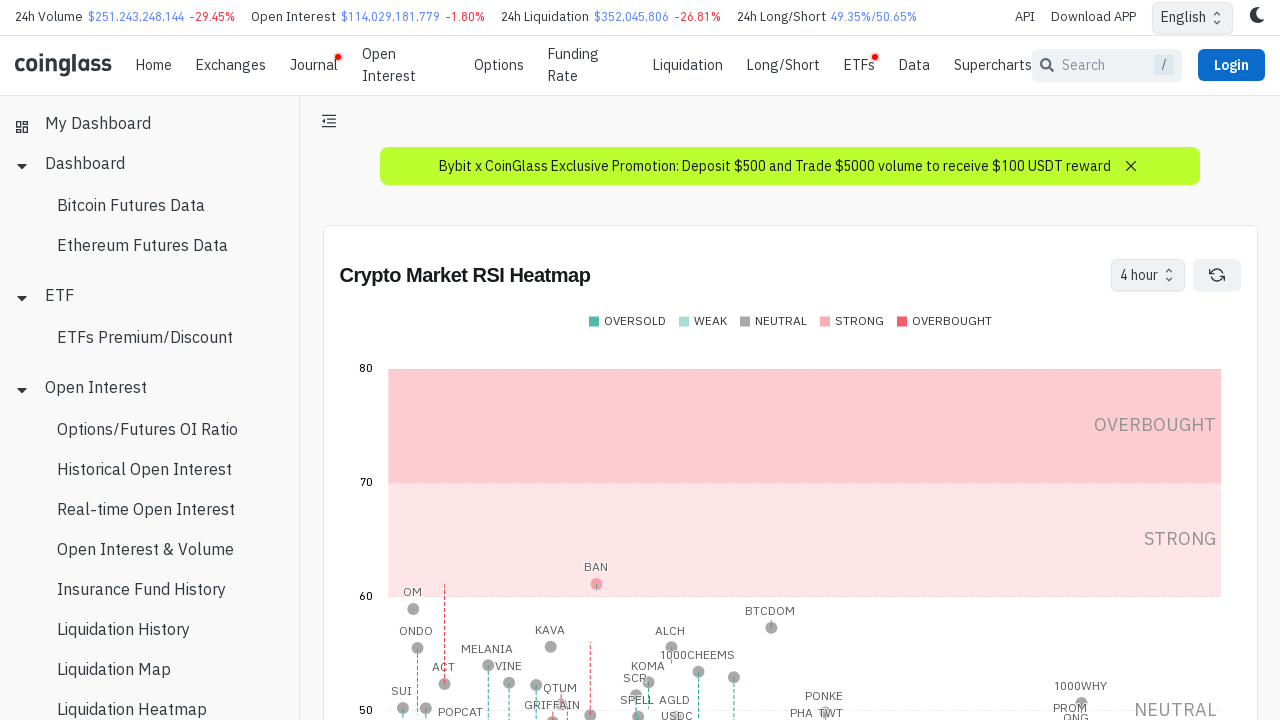 24h Volume $251,243,248,144 -29.45% Open Interest $114,029,181,779 -1.80% 24h Liquidation $352,045,806 -26.81% 24h Long/Short 49.35%/50.65% API Download APP English
coinglass Home Exchanges Journal Open Interest Options Funding Rate Liquidation Long/Short ETFs Data Supercharts Search / Login
My Dashboard
Dashboard
Bitcoin Futures Data
Ethereum Futures Data
ETF
ETFs Premium/Discount
Open Interest
Options/Futures OI Ratio
Historical Open Interest
Real-time Open Interest
Open Interest & Volume
Insurance Fund History
Liquidation History
Liquidation Map
Liquidation Heatmap
Bybit x CoinGlass Exclusive Promotion: Deposit $500 and Trade $5000 volume to receive $100 USDT reward
Crypto Market RSI Heatmap 4 hour
OVERSOLD WEAK NEUTRAL STRONG OVERBOUGHT
80
OVERBOUGHT
70
STRONG
BAN
60
OM
BTCDOM
ONDO KAVA ALCH
MELANIA 1000CHEEMS
ACT VINE KOMA
SCR
SUI QTUM 1000WHY
GRIFFAIN SPELL AGLD PONKE
POPCAT USDC PHA TWT PROM
50 NEUTRAL
ONG